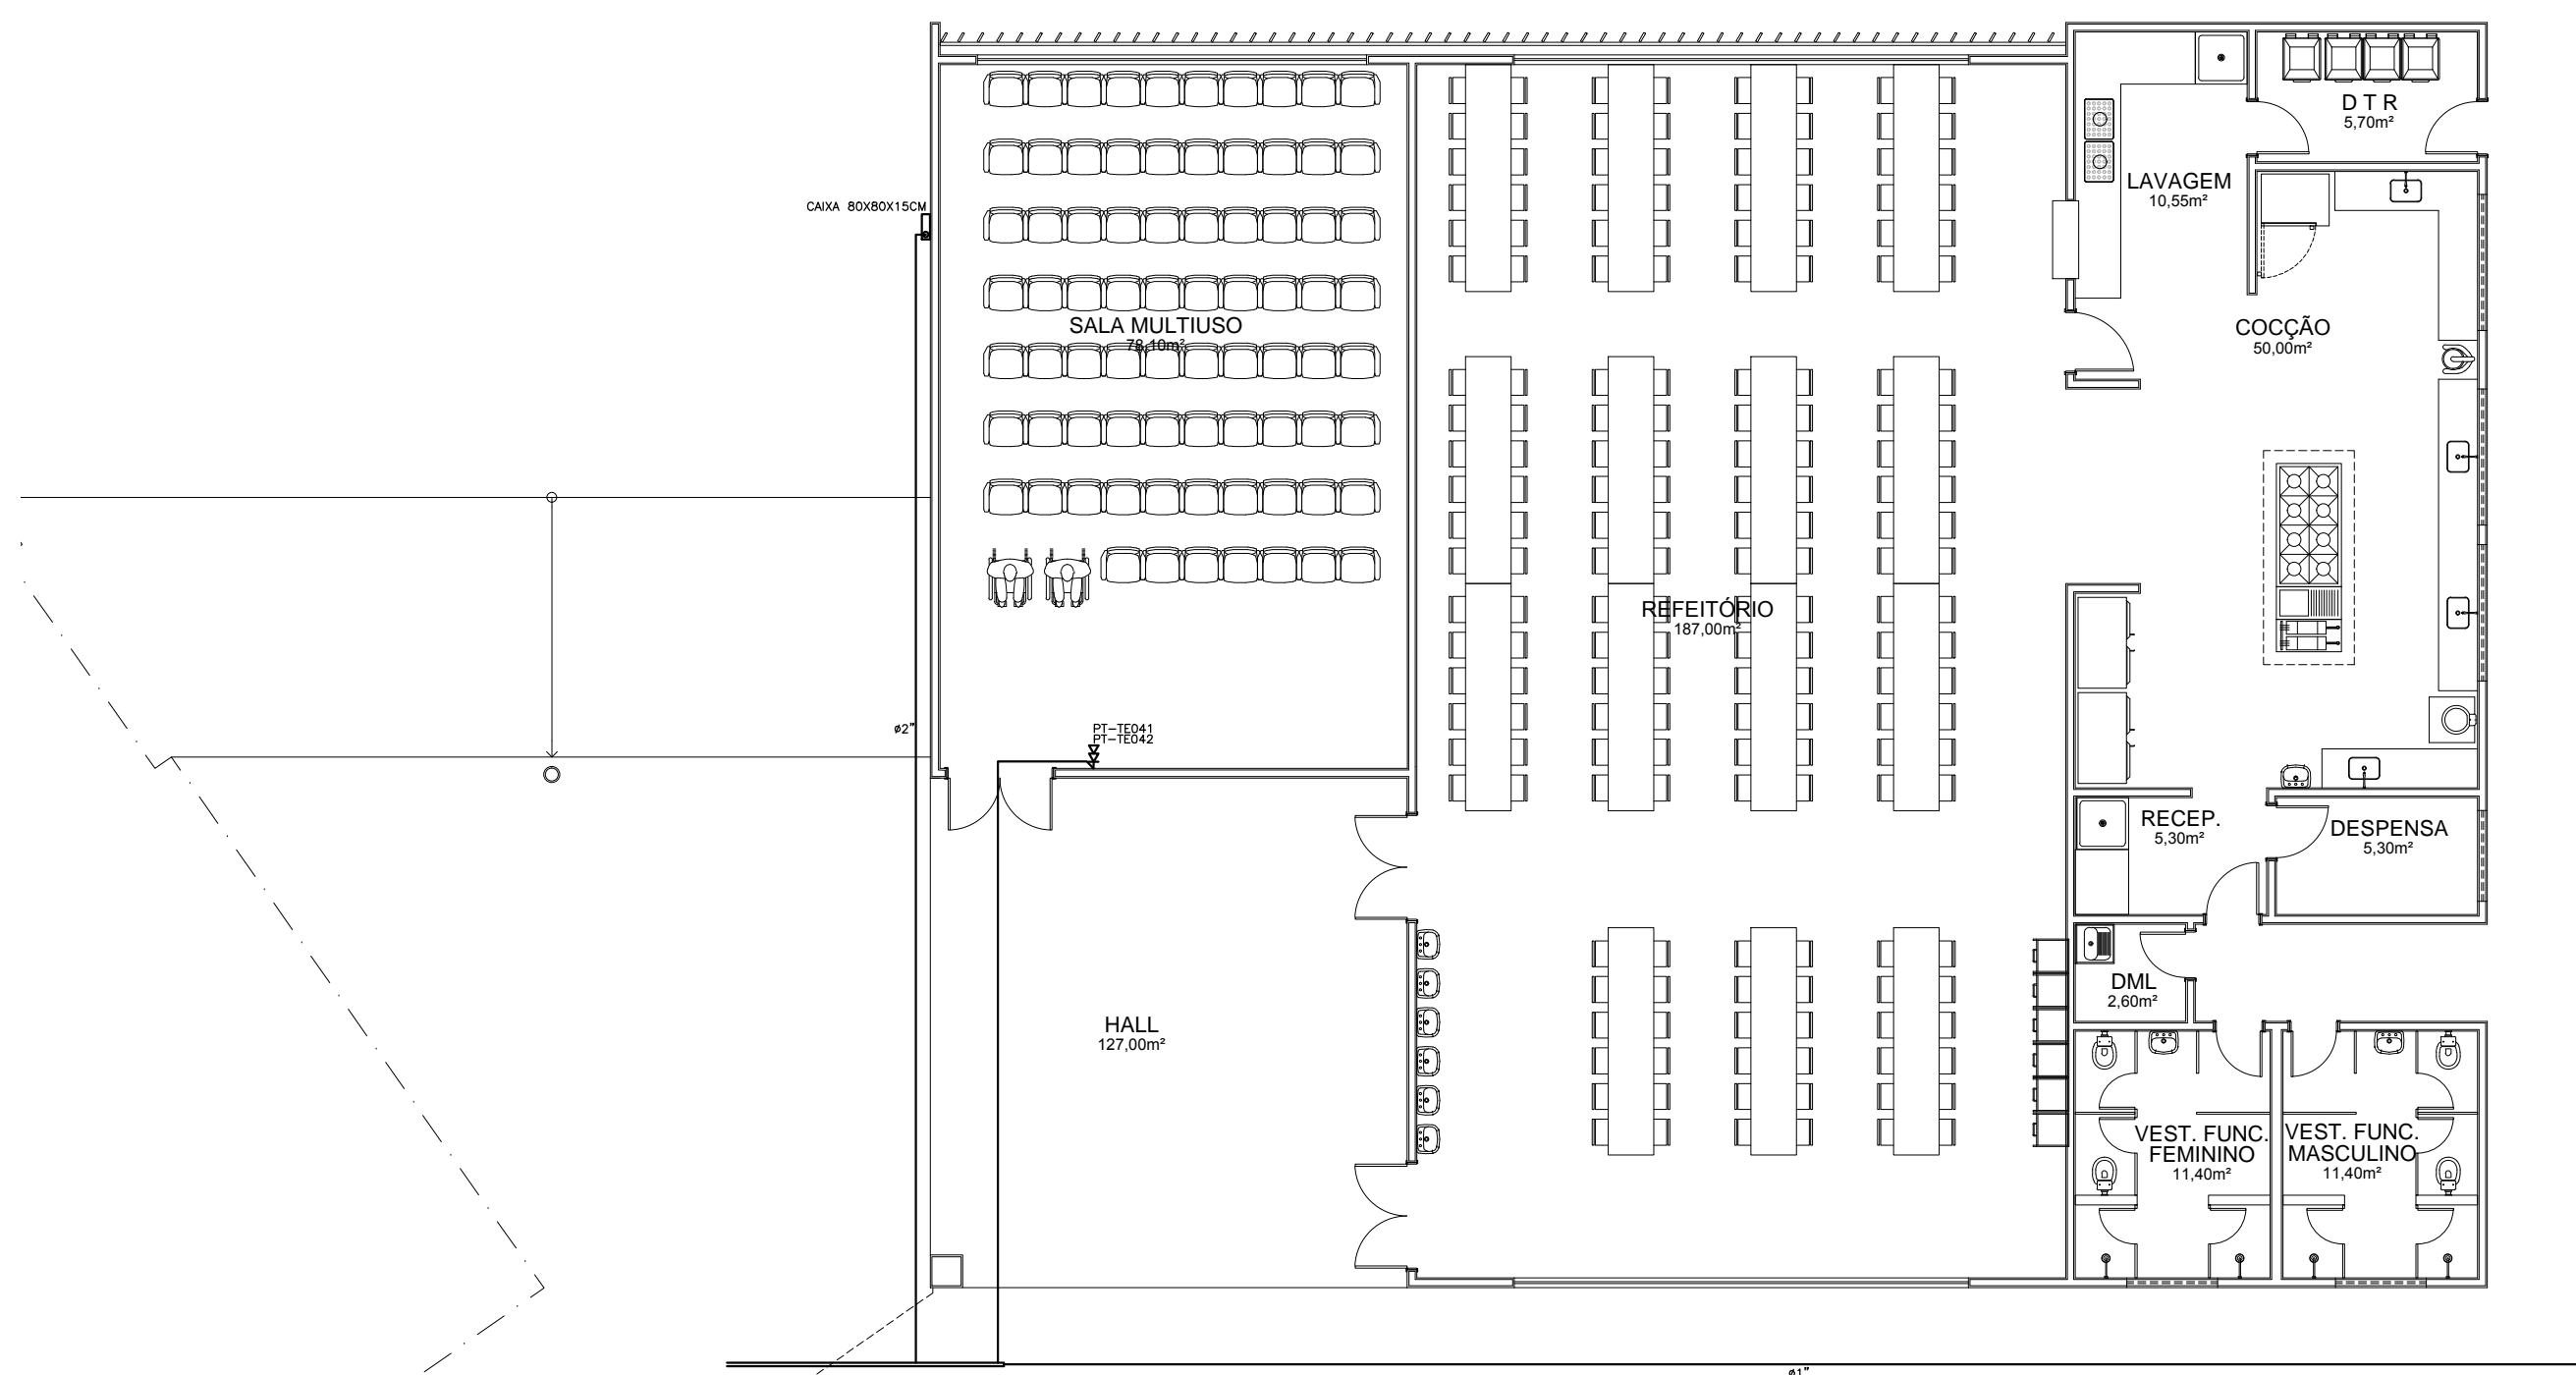 D T R
5,70m²
LAVAGEM
10,55m²
CAIXA 80X80X15CM
SALA MULTIUSO
78,10m²
COCÇÃO
50,00m²
REFEITÓRIO
187,00m²
ø2"
PT-TE041
PT-TE042
RECEP.
5,30m²
DESPENSA
5,30m²
DML
2,60m²
HALL
127,00m²
VEST. FUNC.
FEMININO
11,40m²
VEST. FUNC.
MASCULINO
11,40m²
ø1"